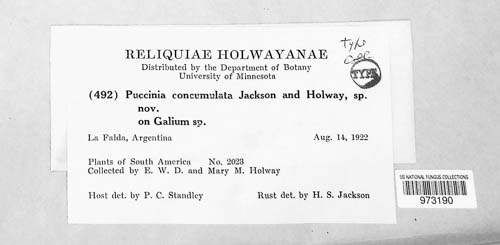 RELIQUIAE HOLWAYANAE
Distributed by the Department of Botany
University of Minnesota
Type
Coll.
TYPE
(492) Puccinia concumulata Jackson and Holway, sp.
nov.
on Galium sp.
La Falda, Argentina Aug. 14, 1922
Plants of South America No. 2023
Collected by E. W. D. and Mary M. Holway
Host det. by P. C. Standley Rust det. by H. S. Jackson
US NATIONAL FUNGUS COLLECTIONS
973190